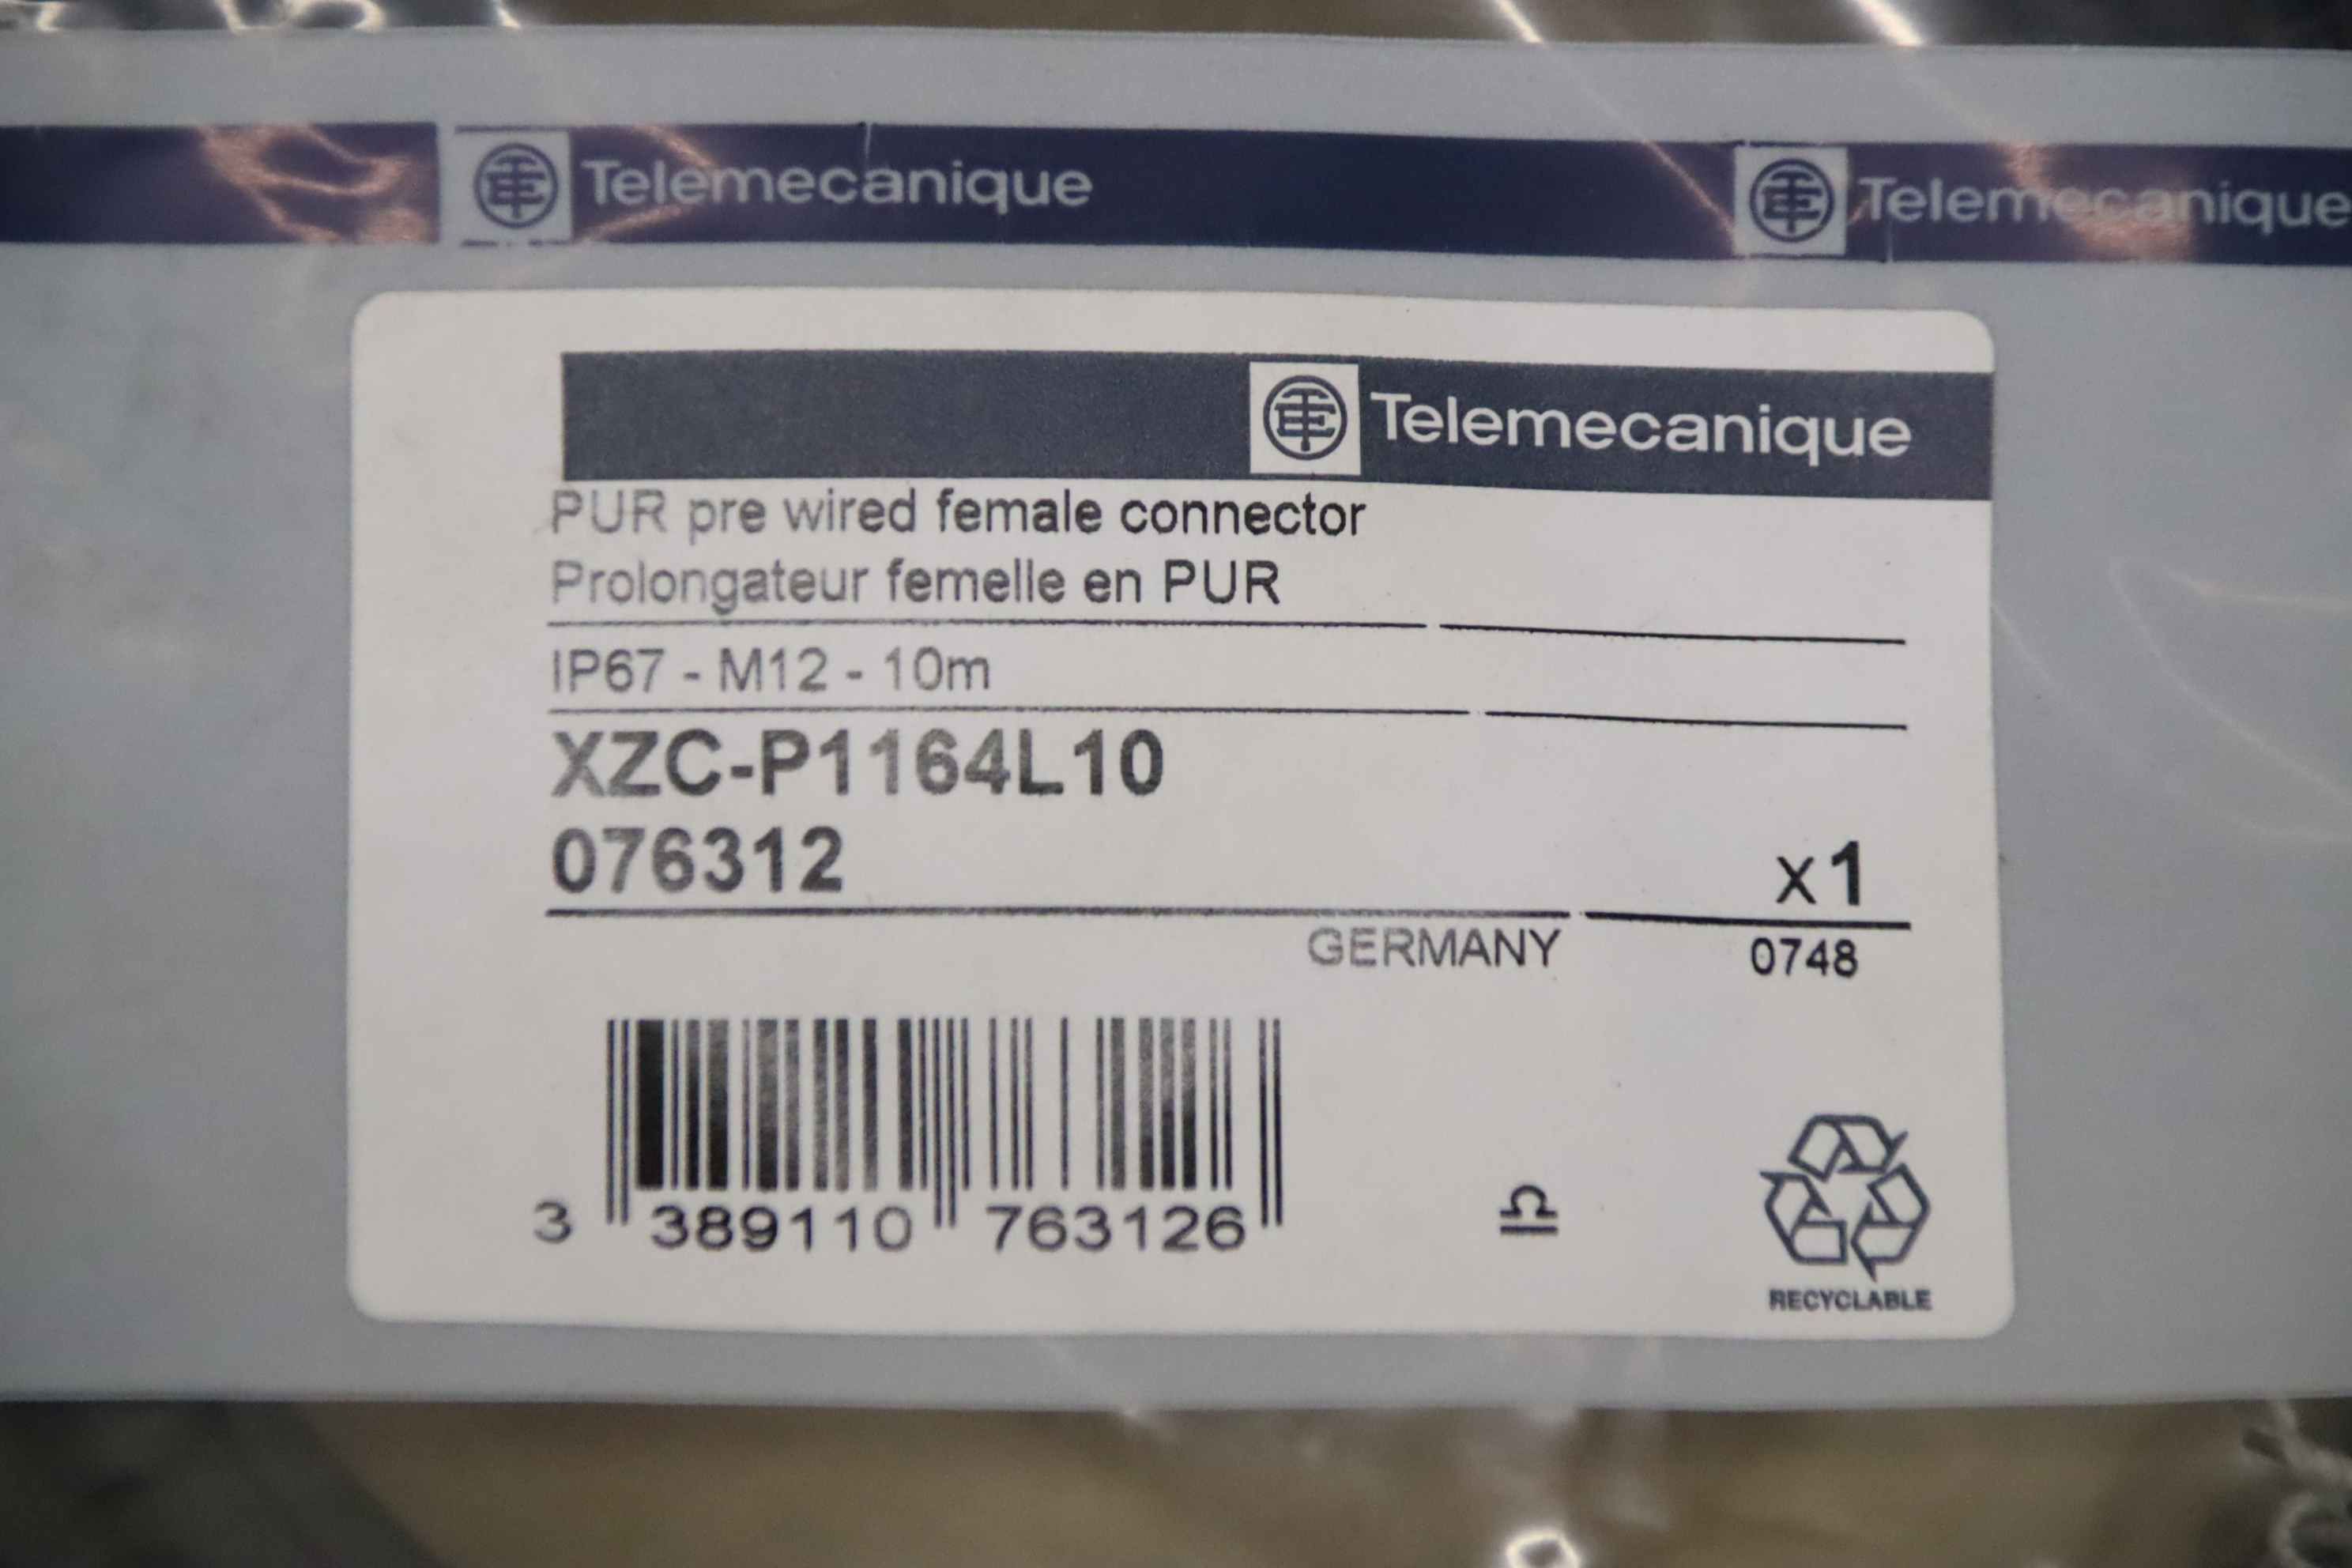 Telemecanique Telemecanique
Telemecanique
PUR pre wired female connector
Prolongateur femelle en PUR
IP67 - M12 - 10m
XZC-P1164L10
076312 x1
GERMANY 0748
3 389110 763126
RECYCLABLE